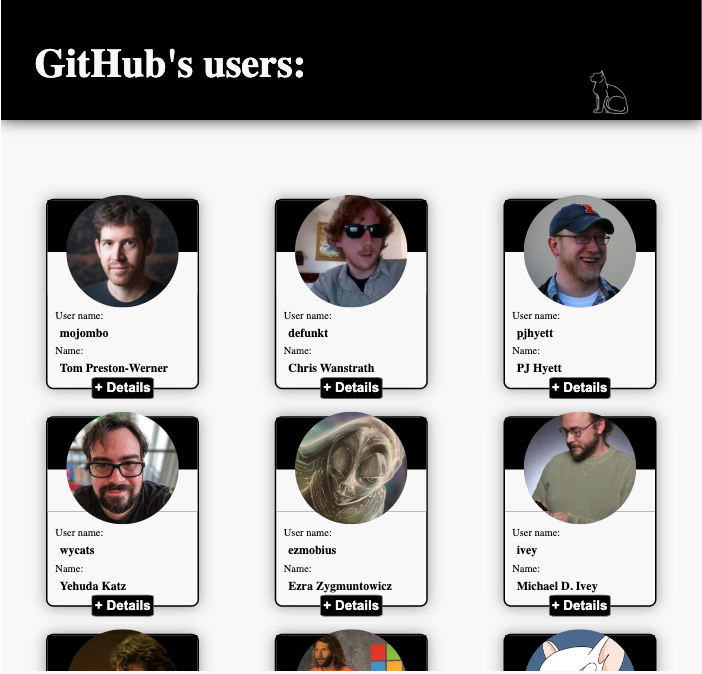 GitHub's users:
User name:
mojombo
Name:
Tom Preston-Werner
+ Details
User name:
defunkt
Name:
Chris Wanstrath
+ Details
User name:
pjhyett
Name:
PJ Hyett
+ Details
User name:
wycats
Name:
Yehuda Katz
+ Details
User name:
ezmobius
Name:
Ezra Zygmuntowicz
+ Details
User name:
ivey
Name:
Michael D. Ivey
+ Details